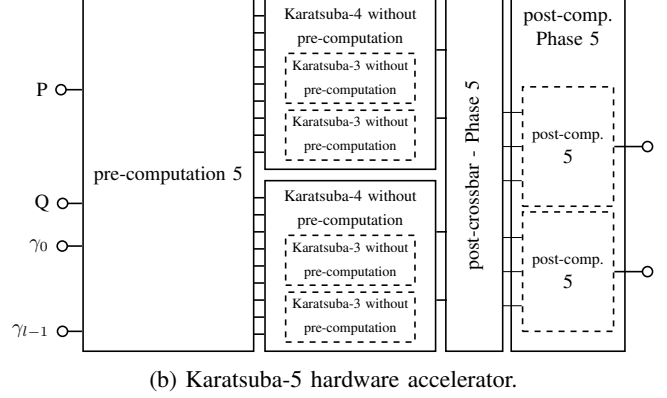 P
Q
γ0
γl−1
pre-computation 5
Karatsuba-4 without
pre-computation
Karatsuba-3 without
pre-computation
Karatsuba-3 without
pre-computation
Karatsuba-4 without
pre-computation
Karatsuba-3 without
pre-computation
Karatsuba-3 without
pre-computation
post-crossbar - Phase 5
post-comp.
Phase 5
post-comp.
5
post-comp.
5
(b) Karatsuba-5 hardware accelerator.